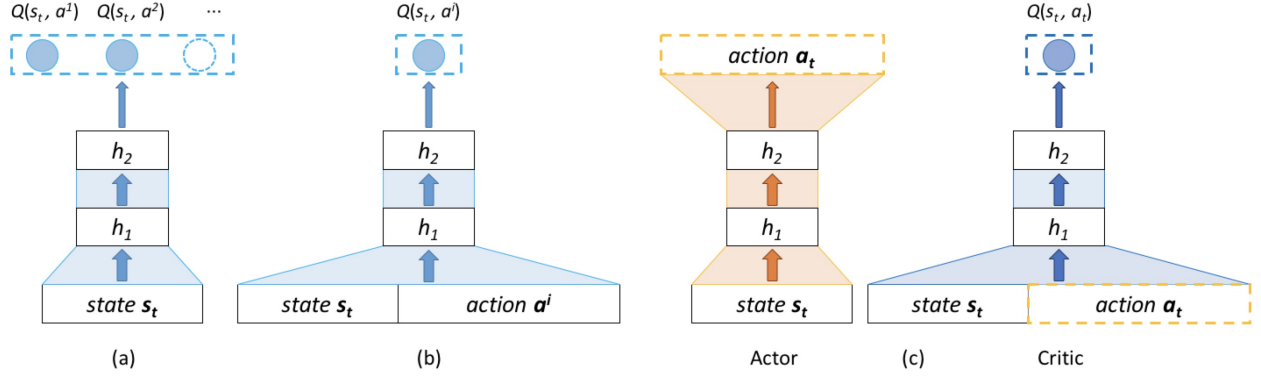 Q(s_t, a^1) Q(s_t, a^2) ...
h_2
h_1
state s_t
(a)
Q(s_t, a^i)
h_2
h_1
state s_t action a^i
(b)
action a_t
h_2
h_1
state s_t
Actor
(c)
Q(s_t, a_t)
h_2
h_1
state s_t action a_t
Critic